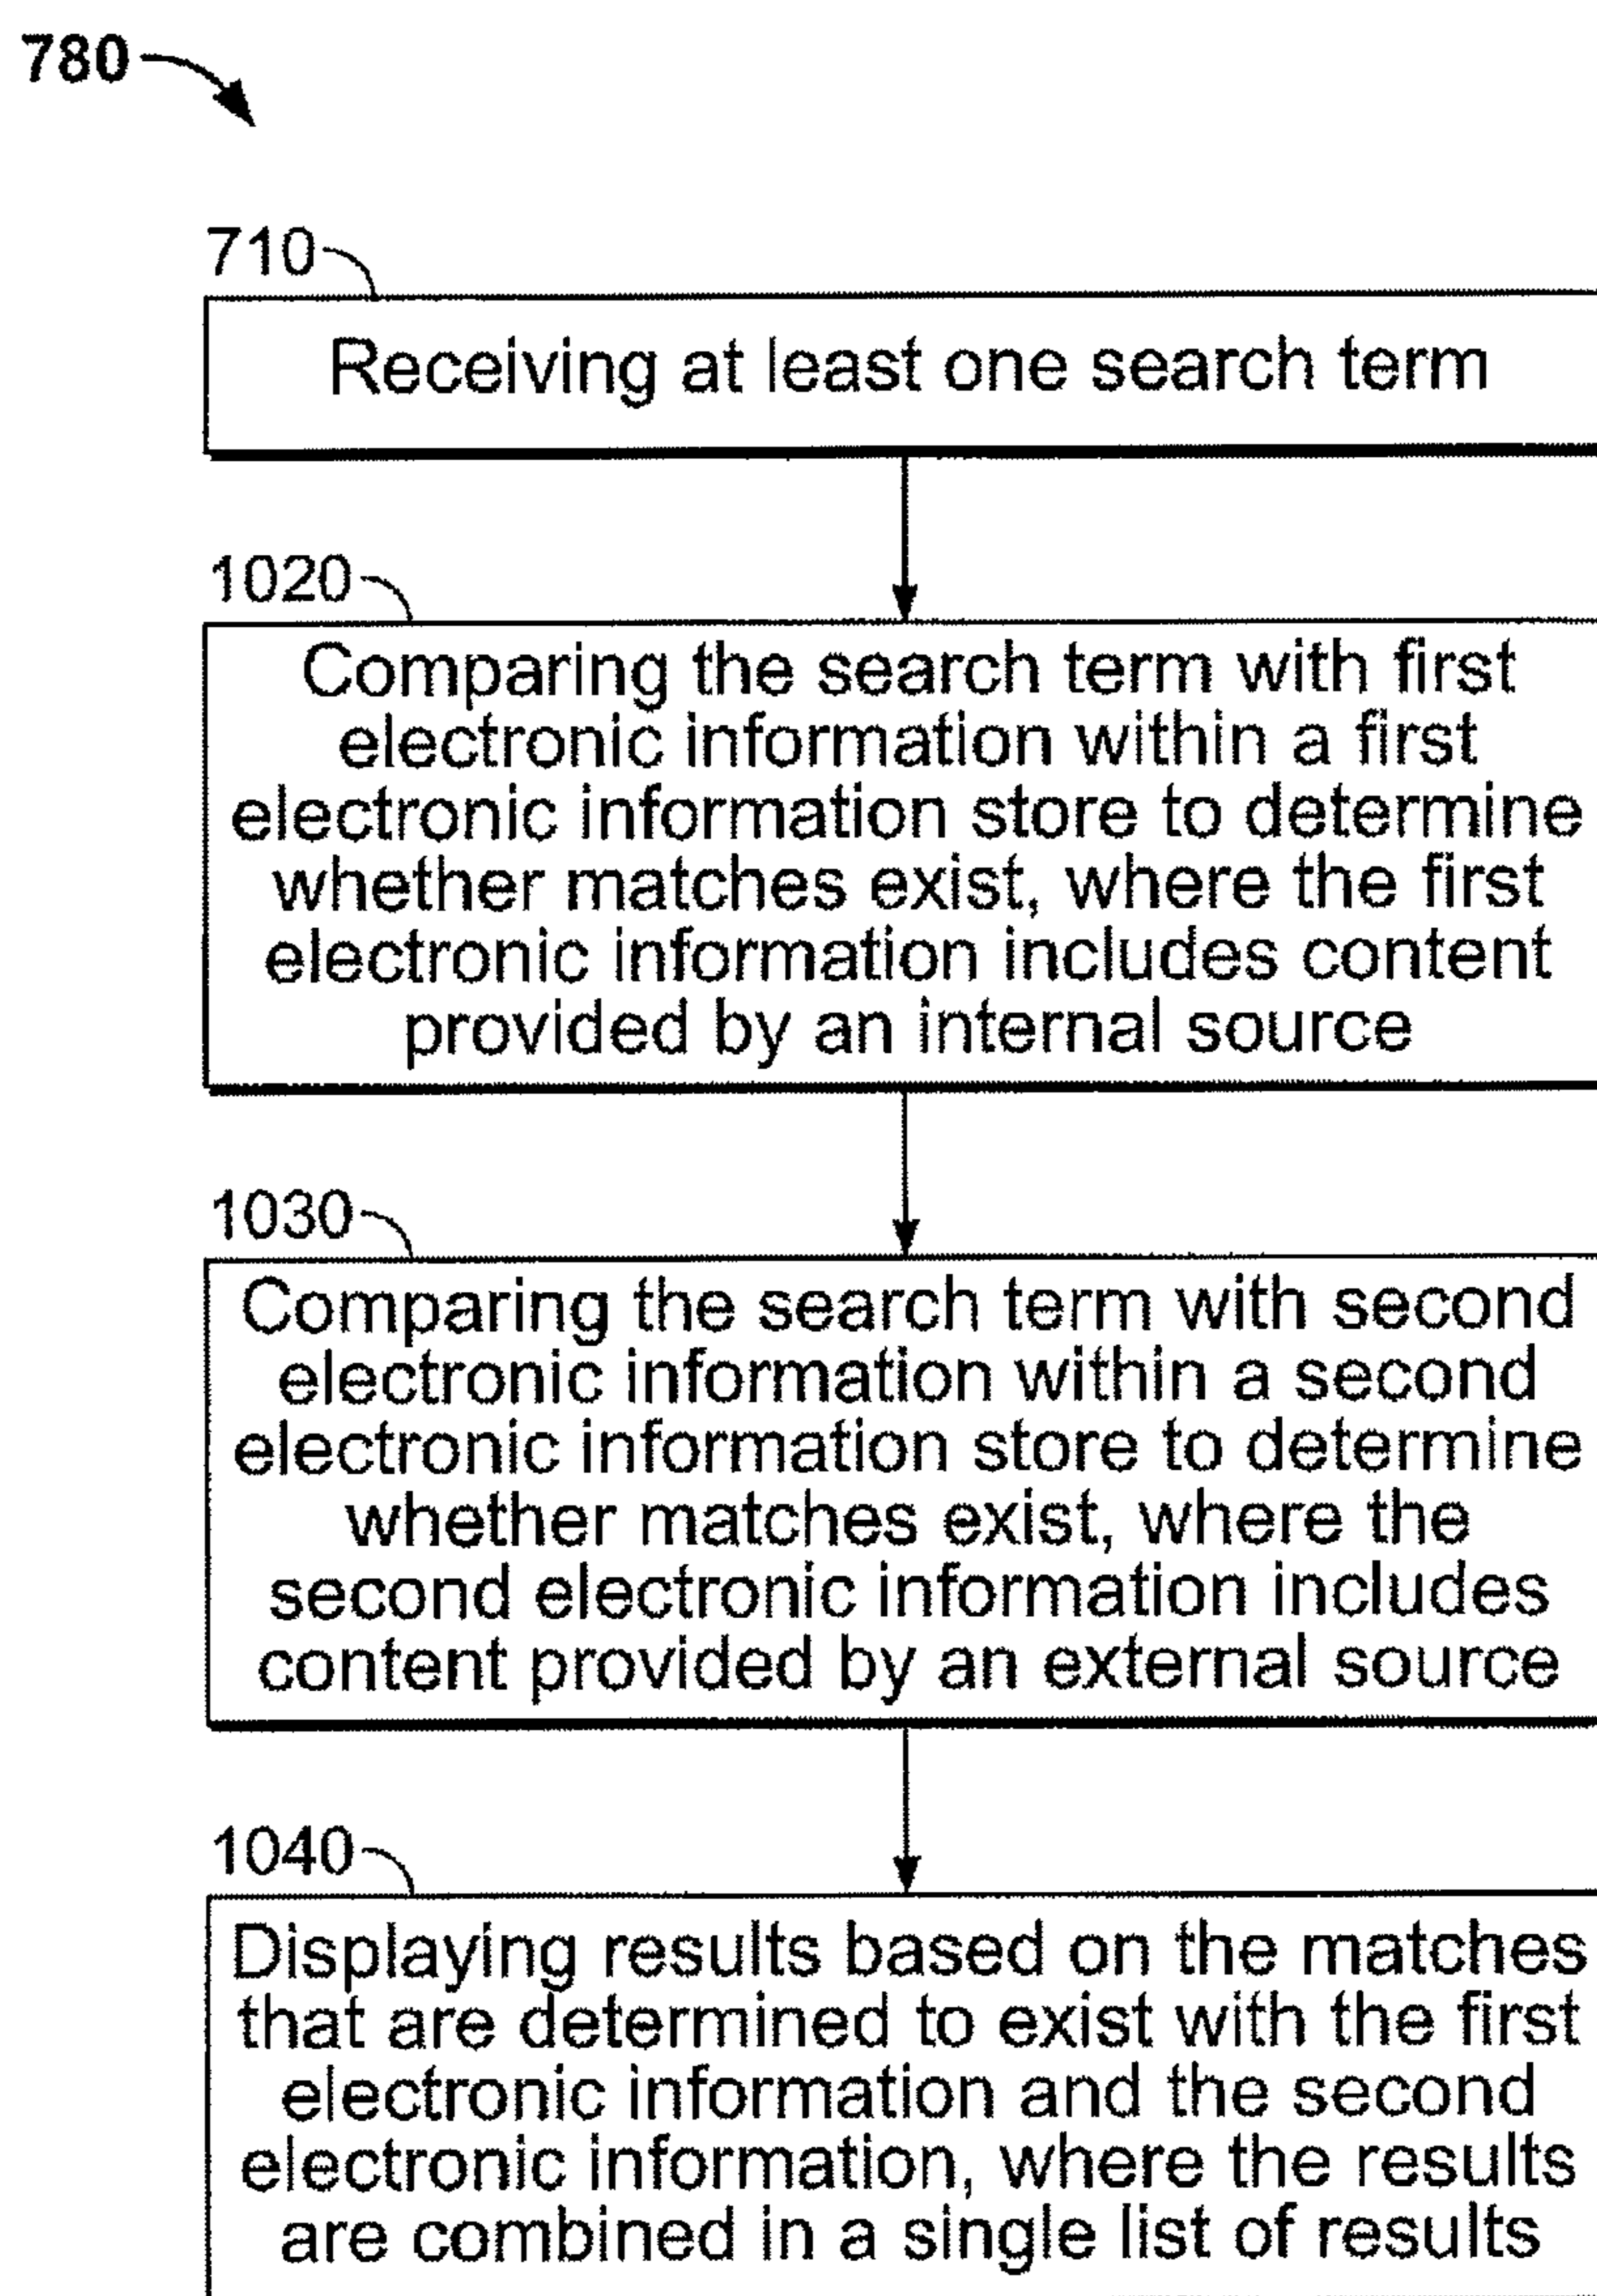 780
710
Receiving at least one search term
1020
Comparing the search term with first
electronic information within a first
electronic information store to determine
whether matches exist, where the first
electronic information includes content
provided by an internal source
1030
Comparing the search term with second
electronic information within a second
electronic information store to determine
whether matches exist, where the
second electronic information includes
content provided by an external source
1040
Displaying results based on the matches
that are determined to exist with the first
electronic information and the second
electronic information, where the results
are combined in a single list of results